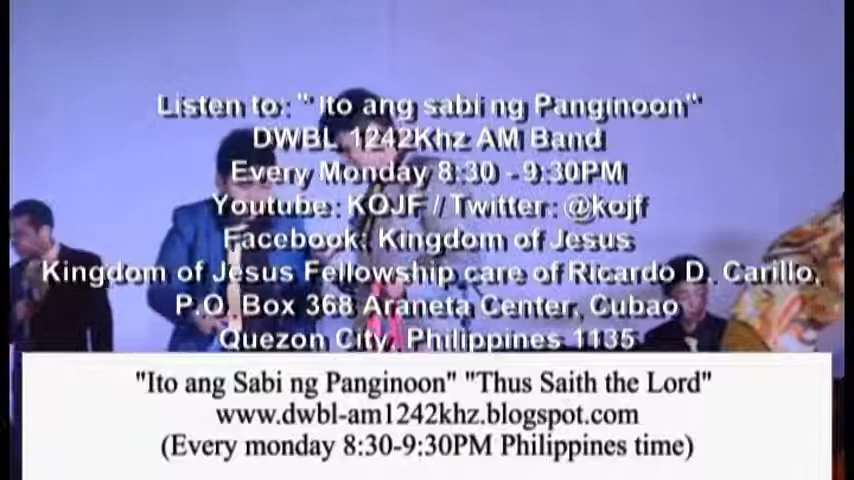 Listen to: " Ito ang sabi ng Panginoon"
DWBL 1242Khz AM Band
Every Monday 8:30 - 9:30PM
Youtube: KOJF // Twitter: @kojf
Facebook: Kingdom of Jesus
Kingdom of Jesus Fellowship care of Ricardo D. Carillo,
P.O. Box 368 Araneta Center, Cubao
Quezon City, Philippines 1135
"Ito ang Sabi ng Panginoon" "Thus Saith the Lord"
www.dwbl-am1242khz.blogspot.com
(Every monday 8:30-9:30PM Philippines time)